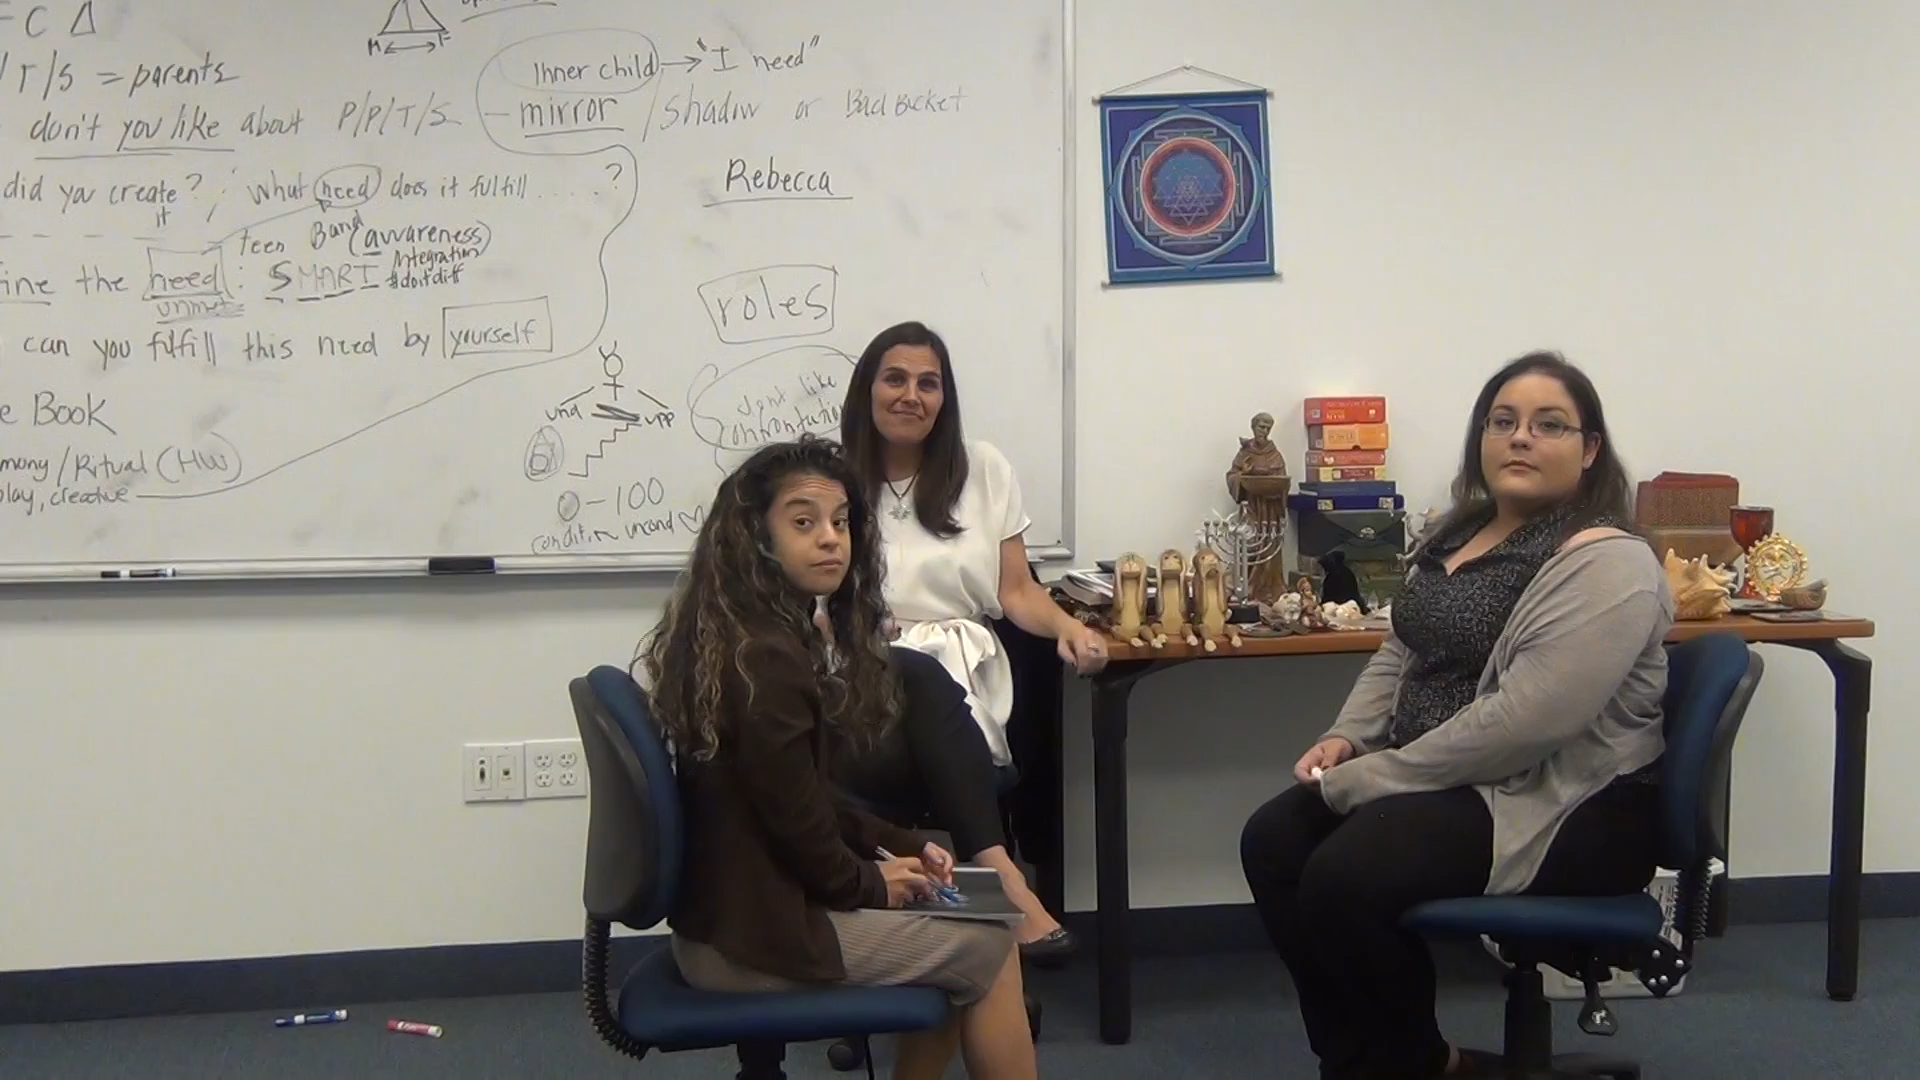 C Δ
M F
/T/S = parents
Inner child → "I need"
don't you like about P/P/T/S - mirror / Shadow or Bad Bucket
did you create? ; What need does it fulfill .....?
it
Rebecca
teen Band (awareness)
Integration
fine the need : SMART #doitdiff
unmet
roles
can you fulfill this need by yourself
dont like
confrontation
und upp
e Book
mony/Ritual (HW)
play, creative
0-100
condition uncond ♡